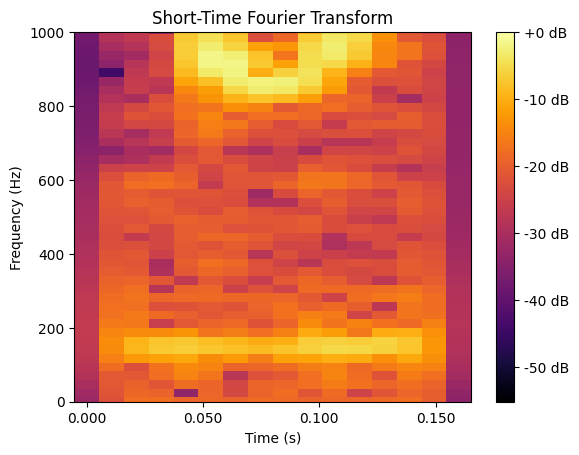 Short-Time Fourier Transform
1000
800
600
400
200
0
Frequency (Hz)
0.000
0.050
0.100
0.150
Time (s)
+0 dB
-10 dB
-20 dB
-30 dB
-40 dB
-50 dB